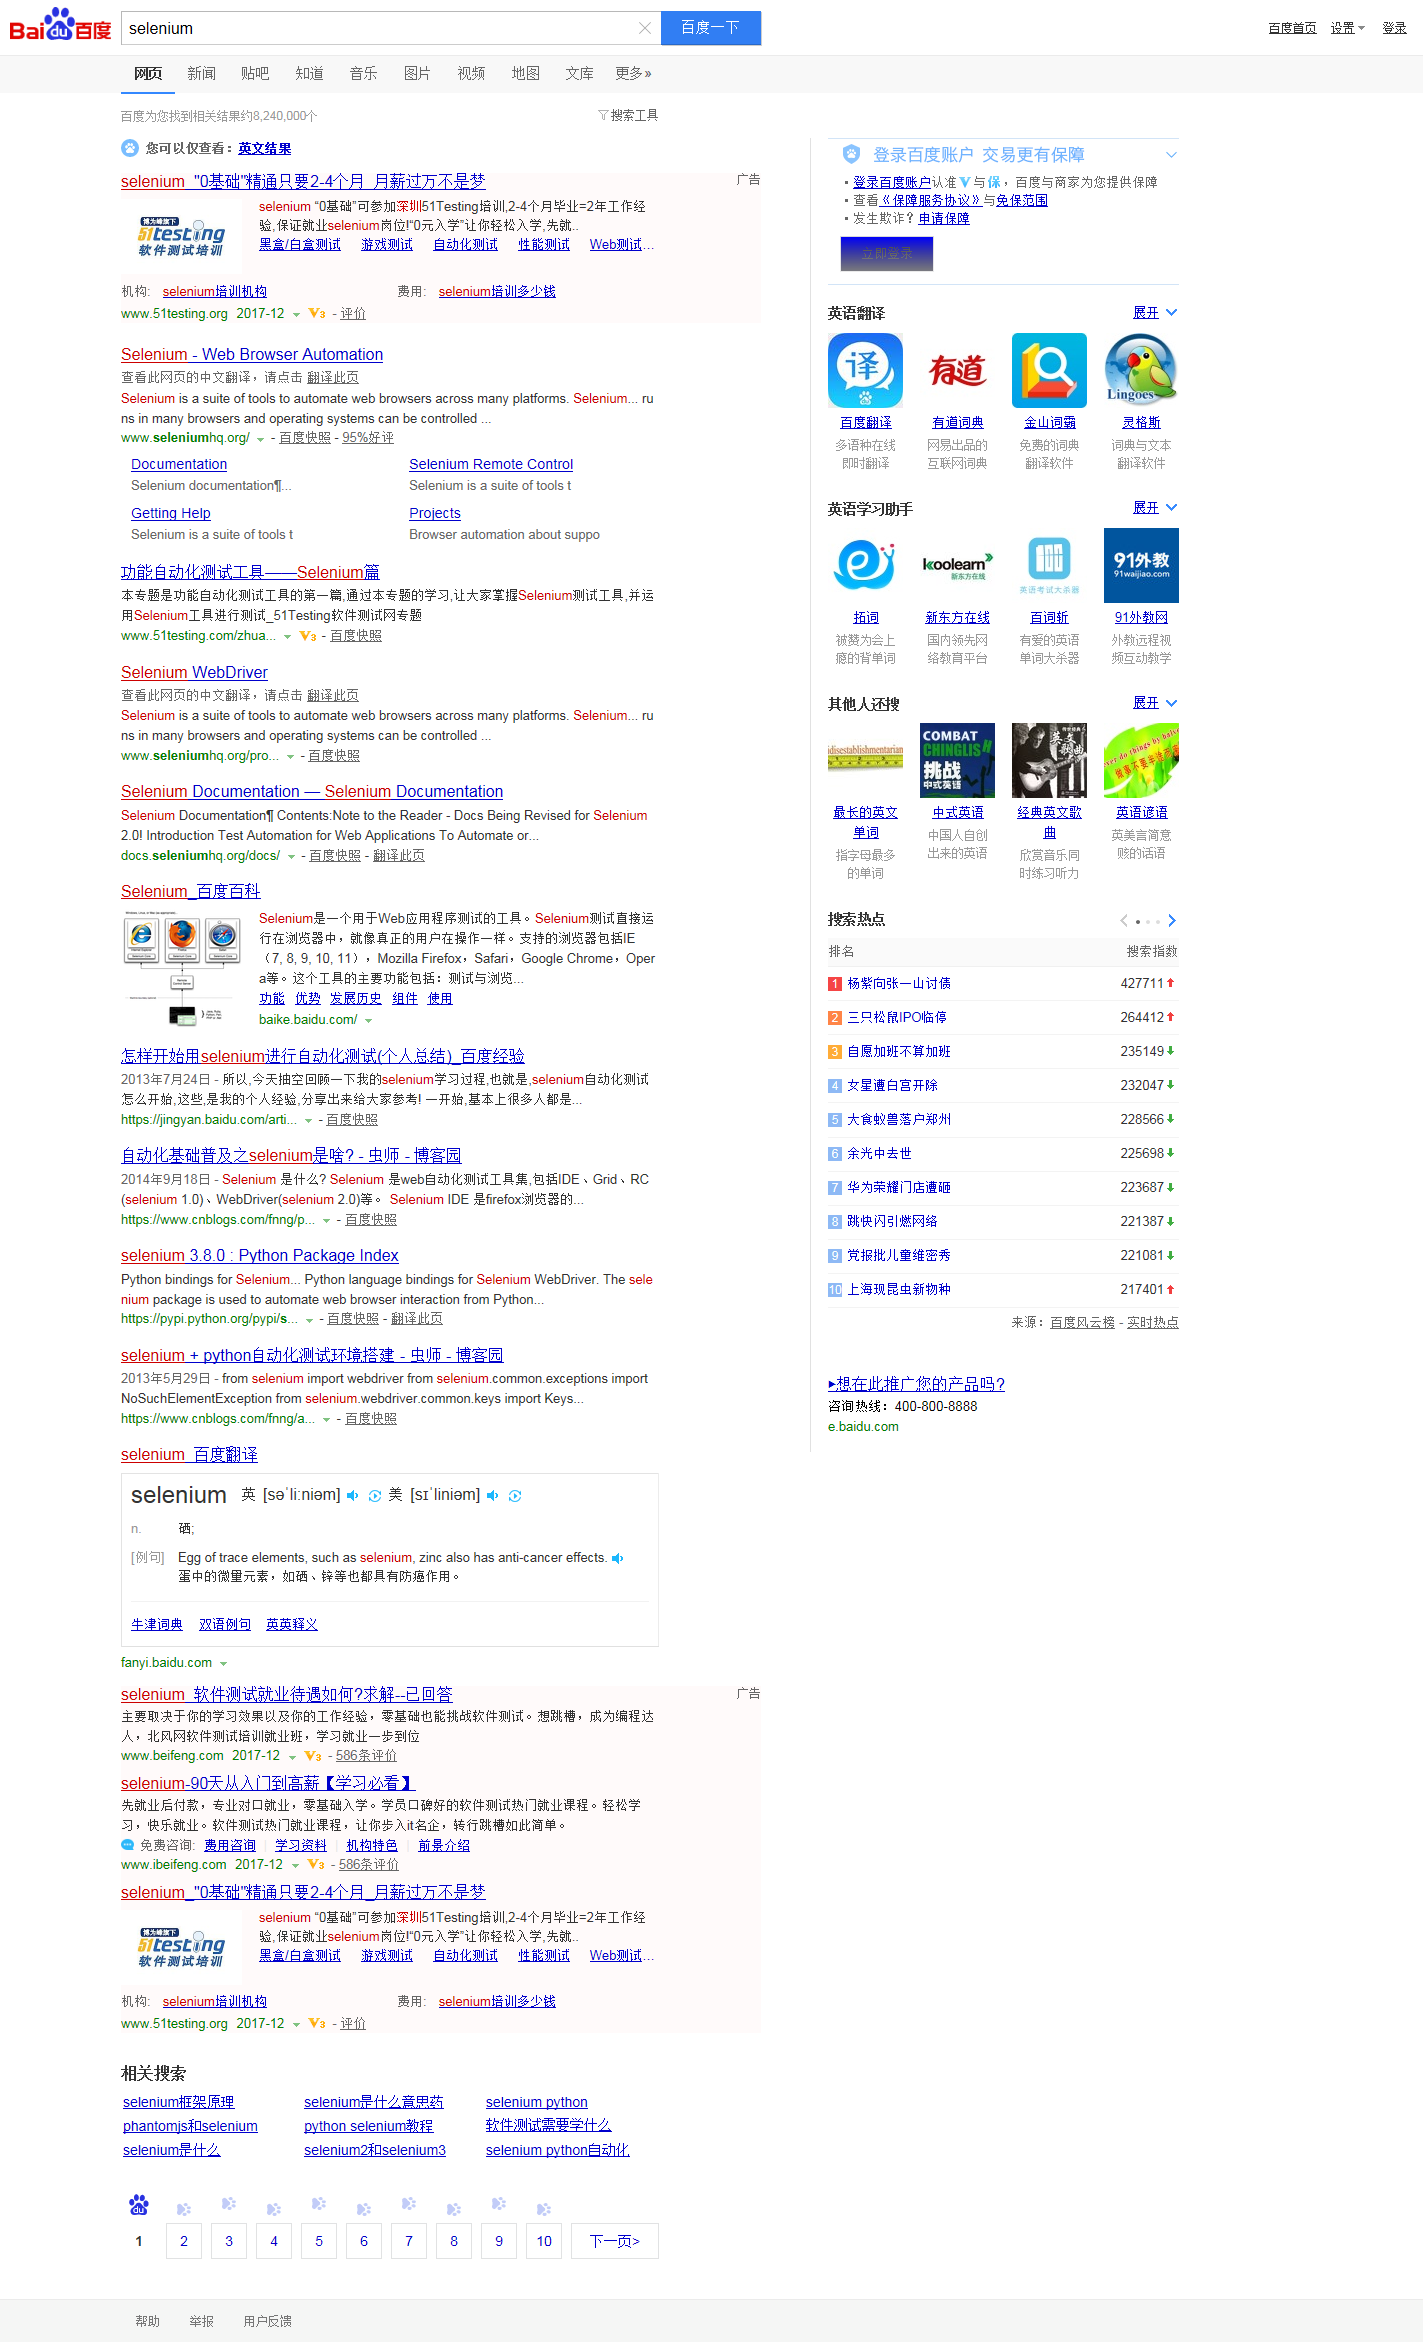 Bai du 百度
selenium
百度一下
百度首页 设置 登录
网页 新闻 贴吧 知道 音乐 图片 视频 地图 文库 更多»
百度为您找到相关结果约8,240,000个 搜索工具
您可以仅查看：英文结果
selenium_"0基础"精通只要2-4个月_月薪过万不是梦 广告
博为峰旗下
51testing
软件测试培训
selenium “0基础”可参加深圳51Testing培训,2-4个月毕业=2年工作经
验,保证就业selenium岗位!“0元入学”让你轻松入学,先就..
黑盒/白盒测试 游戏测试 自动化测试 性能测试 Web测试...
机构: selenium培训机构 费用: selenium培训多少钱
www.51testing.org 2017-12 V3 - 评价
Selenium - Web Browser Automation
查看此网页的中文翻译，请点击 翻译此页
Selenium is a suite of tools to automate web browsers across many platforms. Selenium... ru
ns in many browsers and operating systems can be controlled ...
www.seleniumhq.org/ - 百度快照 - 95%好评
Documentation
Selenium documentation¶...
Selenium Remote Control
Selenium is a suite of tools t
Getting Help
Selenium is a suite of tools t
Projects
Browser automation about suppo
功能自动化测试工具——Selenium篇
本专题是功能自动化测试工具的第一篇,通过本专题的学习,让大家掌握Selenium测试工具,并运
用Selenium工具进行测试_51Testing软件测试网专题
www.51testing.com/zhua... V3 - 百度快照
Selenium WebDriver
查看此网页的中文翻译，请点击 翻译此页
Selenium is a suite of tools to automate web browsers across many platforms. Selenium... ru
ns in many browsers and operating systems can be controlled ...
www.seleniumhq.org/pro... - 百度快照
Selenium Documentation — Selenium Documentation
Selenium Documentation¶ Contents:Note to the Reader - Docs Being Revised for Selenium
2.0! Introduction Test Automation for Web Applications To Automate or...
docs.seleniumhq.org/docs/ - 百度快照 - 翻译此页
Selenium_百度百科
Selenium是一个用于Web应用程序测试的工具。Selenium测试直接运
行在浏览器中，就像真正的用户在操作一样。支持的浏览器包括IE
（7, 8, 9, 10, 11），Mozilla Firefox，Safari，Google Chrome，Oper
a等。这个工具的主要功能包括：测试与浏览...
功能 优势 发展历史 组件 使用
baike.baidu.com/
怎样开始用selenium进行自动化测试(个人总结)_百度经验
2013年7月24日 - 所以,今天抽空回顾一下我的selenium学习过程,也就是,selenium自动化测试
怎么开始,这些,是我的个人经验,分享出来给大家参考! 一开始,基本上很多人都是...
https://jingyan.baidu.com/arti... - 百度快照
自动化基础普及之selenium是啥? - 虫师 - 博客园
2014年9月18日 - Selenium 是什么? Selenium 是web自动化测试工具集,包括IDE、Grid、RC
(selenium 1.0)、WebDriver(selenium 2.0)等。 Selenium IDE 是firefox浏览器的...
https://www.cnblogs.com/fnng/p... - 百度快照
selenium 3.8.0 : Python Package Index
Python bindings for Selenium... Python language bindings for Selenium WebDriver. The sele
nium package is used to automate web browser interaction from Python...
https://pypi.python.org/pypi/s... - 百度快照 - 翻译此页
selenium + python自动化测试环境搭建 - 虫师 - 博客园
2013年5月29日 - from selenium import webdriver from selenium.common.exceptions import
NoSuchElementException from selenium.webdriver.common.keys import Keys...
https://www.cnblogs.com/fnng/a... - 百度快照
selenium_百度翻译
selenium 英 [səˈliːniəm] 美 [sɪˈliniəm]
n. 硒;
[例句] Egg of trace elements, such as selenium, zinc also has anti-cancer effects.
蛋中的微量元素，如硒、锌等也都具有防癌作用。
牛津词典 双语例句 英英释义
fanyi.baidu.com
selenium_软件测试就业待遇如何?求解--已回答 广告
主要取决于你的学习效果以及你的工作经验，零基础也能挑战软件测试。想跳槽，成为编程达
人，北风网软件测试培训就业班，学习就业一步到位
www.beifeng.com 2017-12 V3 - 586条评价
selenium-90天从入门到高薪【学习必看】
先就业后付款，专业对口就业，零基础入学。学员口碑好的软件测试热门就业课程。轻松学
习，快乐就业。软件测试热门就业课程，让你步入it名企，转行跳槽如此简单。
免费咨询: 费用咨询 | 学习资料 | 机构特色 | 前景介绍
www.ibeifeng.com 2017-12 V3 - 586条评价
selenium_"0基础"精通只要2-4个月_月薪过万不是梦
博为峰旗下
51testing
软件测试培训
selenium “0基础”可参加深圳51Testing培训,2-4个月毕业=2年工作经
验,保证就业selenium岗位!“0元入学”让你轻松入学,先就..
黑盒/白盒测试 游戏测试 自动化测试 性能测试 Web测试...
机构: selenium培训机构 费用: selenium培训多少钱
www.51testing.org 2017-12 V3 - 评价
相关搜索
selenium框架原理 selenium是什么意思药 selenium python
phantomjs和selenium python selenium教程 软件测试需要学什么
selenium是什么 selenium2和selenium3 selenium python自动化
du
1 2 3 4 5 6 7 8 9 10 下一页>
帮助 举报 用户反馈
登录百度账户 交易更有保障
登录百度账户认准V与保，百度与商家为您提供保障
查看《保障服务协议》与免保范围
发生欺诈？申请保障
立即登录
英语翻译 展开
译
有道
Lingoes
百度翻译 有道词典 金山词霸 灵格斯
多语种在线 网易出品的 免费的词典 词典与文本
即时翻译 互联网词典 翻译软件 翻译软件
英语学习助手 展开
koolearn
新东方在线
英语考试大杀器
91外教
91waijiao.com
拓词 新东方在线 百词斩 91外教网
被赞为会上 国内领先网 有爱的英语 外教远程视
瘾的背单词 络教育平台 单词大杀器 频互动教学
其他人还搜 展开
disestablishmentarian
COMBAT
CHINGLISH
挑战
中式英语
英文歌曲
ver do things by halve
做事不要半途而废
最长的英文 中式英语 经典英文歌 英语谚语
单词 曲
指字母最多 中国人自创 欣赏音乐同 英美言简意
的单词 出来的英语 时练习听力 赅的话语
搜索热点
排名 搜索指数
1 杨紫向张一山讨债 427711
2 三只松鼠IPO临停 264412
3 自愿加班不算加班 235149
4 女星遭白宫开除 232047
5 大食蚁兽落户郑州 228566
6 余光中去世 225698
7 华为荣耀门店遭砸 223687
8 跳快闪引燃网络 221387
9 党报批儿童维密秀 221081
10 上海现昆虫新物种 217401
来源：百度风云榜 - 实时热点
▸想在此推广您的产品吗?
咨询热线：400-800-8888
e.baidu.com